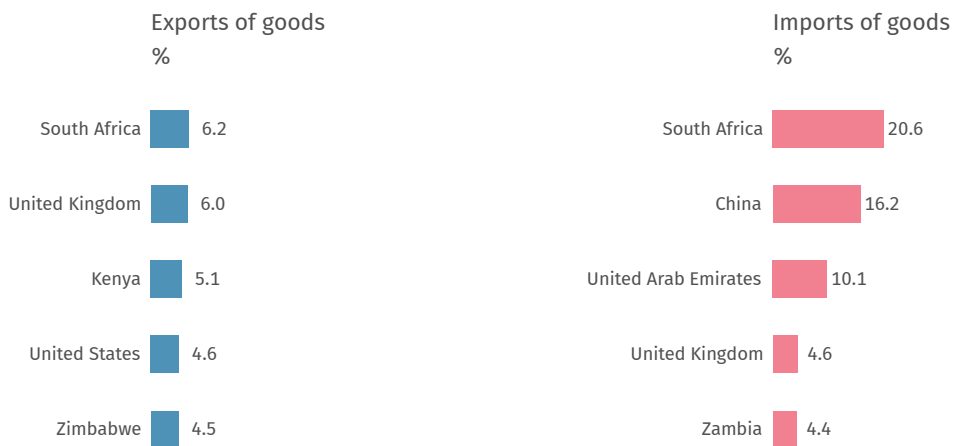 Exports of goods
%
South Africa 6.2
United Kingdom 6.0
Kenya 5.1
United States 4.6
Zimbabwe 4.5
Imports of goods
%
South Africa 20.6
China 16.2
United Arab Emirates 10.1
United Kingdom 4.6
Zambia 4.4